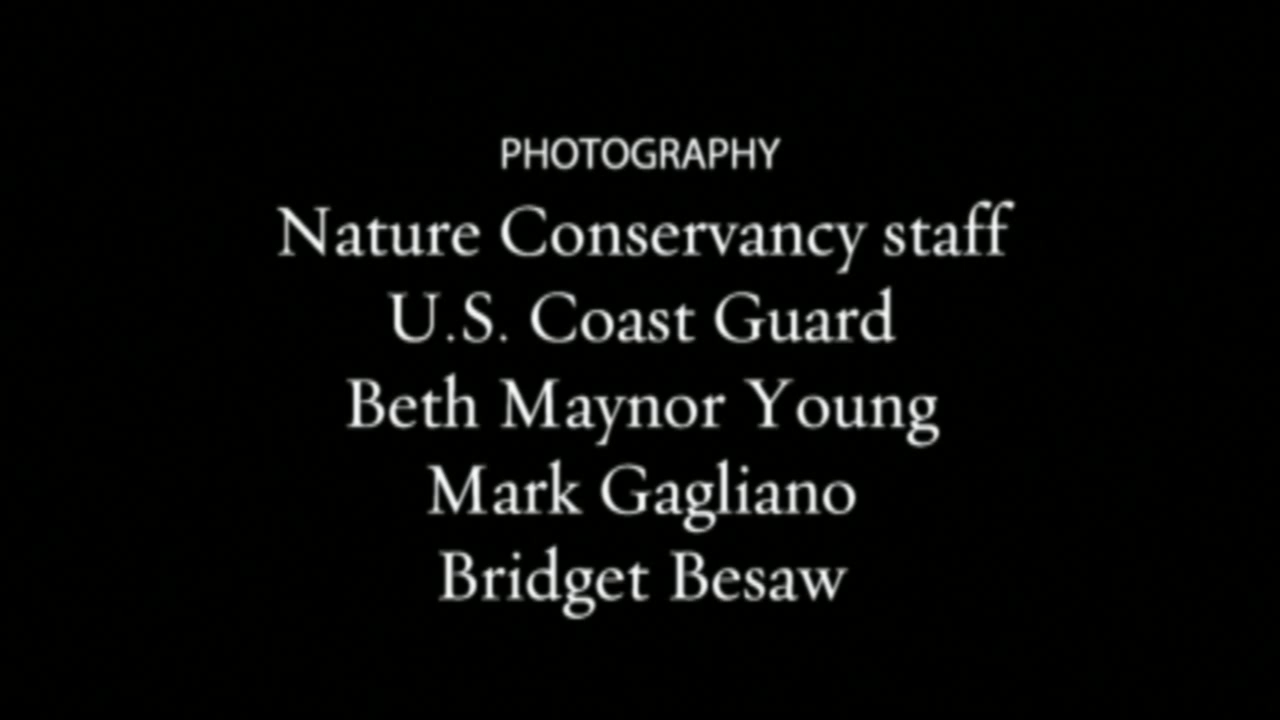 PHOTOGRAPHY
Nature Conservancy staff
U.S. Coast Guard
Beth Maynor Young
Mark Gagliano
Bridget Besaw